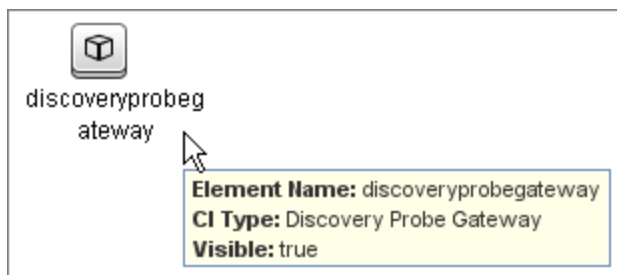 discoveryprobeg
ateway
Element Name: discoveryprobegateway
CI Type: Discovery Probe Gateway
Visible: true